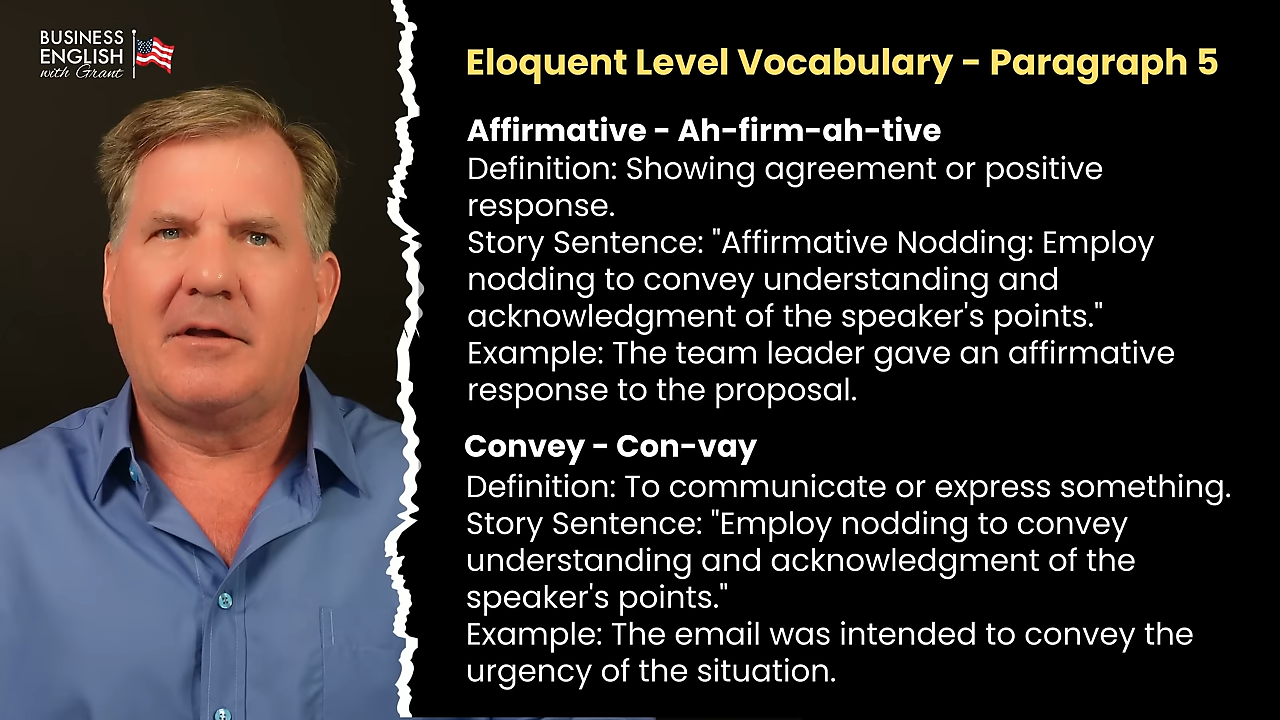 BUSINESS
ENGLISH
with Grant
Eloquent Level Vocabulary - Paragraph 5
Affirmative - Ah-firm-ah-tive
Definition: Showing agreement or positive
response.
Story Sentence: "Affirmative Nodding: Employ
nodding to convey understanding and
acknowledgment of the speaker's points."
Example: The team leader gave an affirmative
response to the proposal.
Convey - Con-vay
Definition: To communicate or express something.
Story Sentence: "Employ nodding to convey
understanding and acknowledgment of the
speaker's points."
Example: The email was intended to convey the
urgency of the situation.